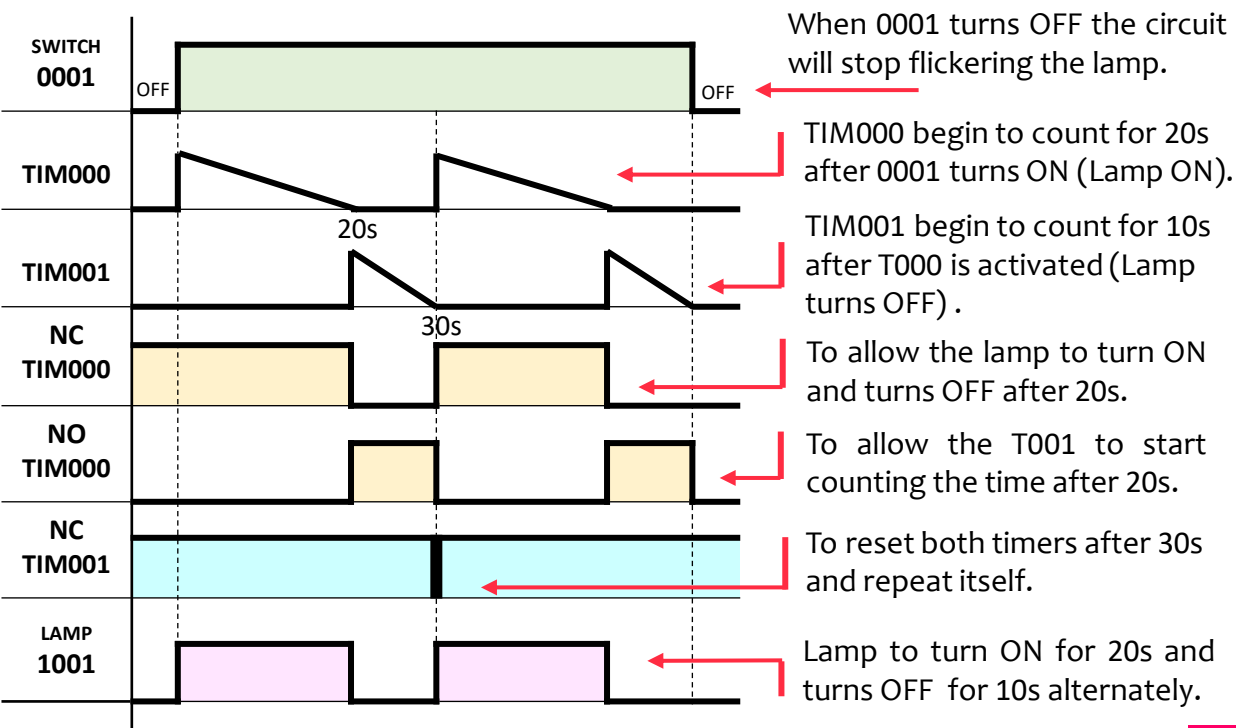 SWITCH
0001
OFF
OFF
When 0001 turns OFF the circuit
will stop flickering the lamp.
TIM000
20s
TIM000 begin to count for 20s
after 0001 turns ON (Lamp ON).
TIM001
30s
TIM001 begin to count for 10s
after T000 is activated (Lamp
turns OFF) .
NC
TIM000
To allow the lamp to turn ON
and turns OFF after 20s.
NO
TIM000
To allow the T001 to start
counting the time after 20s.
NC
TIM001
To reset both timers after 30s
and repeat itself.
LAMP
1001
Lamp to turn ON for 20s and
turns OFF for 10s alternately.